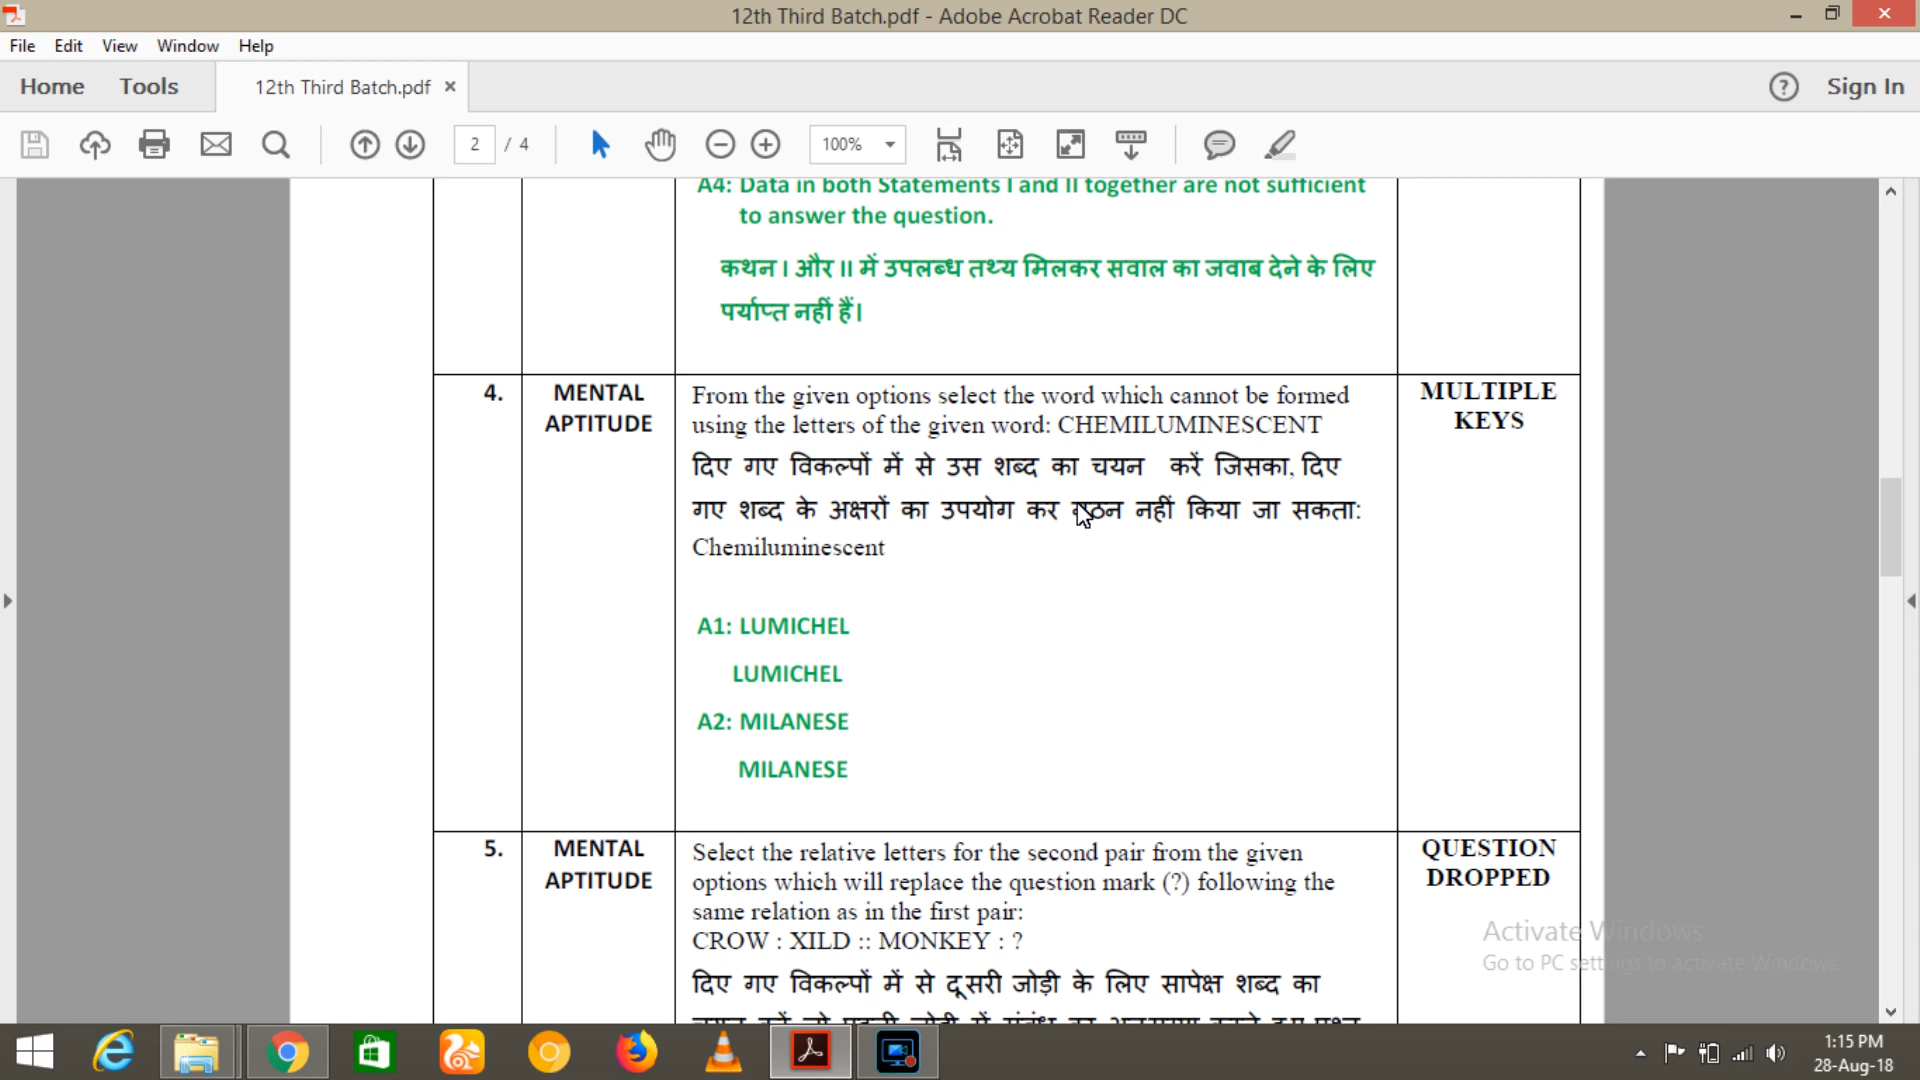 12th Third Batch.pdf - Adobe Acrobat Reader DC
File Edit View Window Help
Home Tools 12th Third Batch.pdf × Sign In
2 / 4 100%
A4: Data in both Statements I and II together are not sufficient
to answer the question.
कथन I और II में उपलब्ध तथ्य मिलकर सवाल का जवाब देने के लिए
पर्याप्त नहीं हैं।
4. MENTAL APTITUDE
From the given options select the word which cannot be formed
using the letters of the given word: CHEMILUMINESCENT
दिए गए विकल्पों में से उस शब्द का चयन करें जिसका, दिए
गए शब्द के अक्षरों का उपयोग कर गठन नहीं किया जा सकता:
Chemiluminescent
A1: LUMICHEL
LUMICHEL
A2: MILANESE
MILANESE
MULTIPLE
KEYS
5. MENTAL APTITUDE
Select the relative letters for the second pair from the given
options which will replace the question mark (?) following the
same relation as in the first pair:
CROW : XILD :: MONKEY : ?
दिए गए विकल्पों में से दूसरी जोड़ी के लिए सापेक्ष शब्द का
QUESTION
DROPPED
Activate Windows
Go to PC settings to activate Windows.
1:15 PM
28-Aug-18